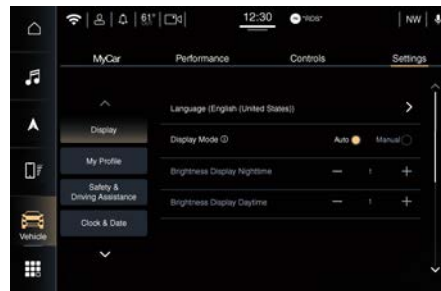 61°
12:30
"RDS"
NW
MyCar
Performance
Controls
Settings
Language (English (United States))
Display
Display Mode
Auto
Manual
My Profile
Brightness Display Nighttime
1
Safety &
Driving Assistance
Brightness Display Daytime
1
Clock & Date
Vehicle